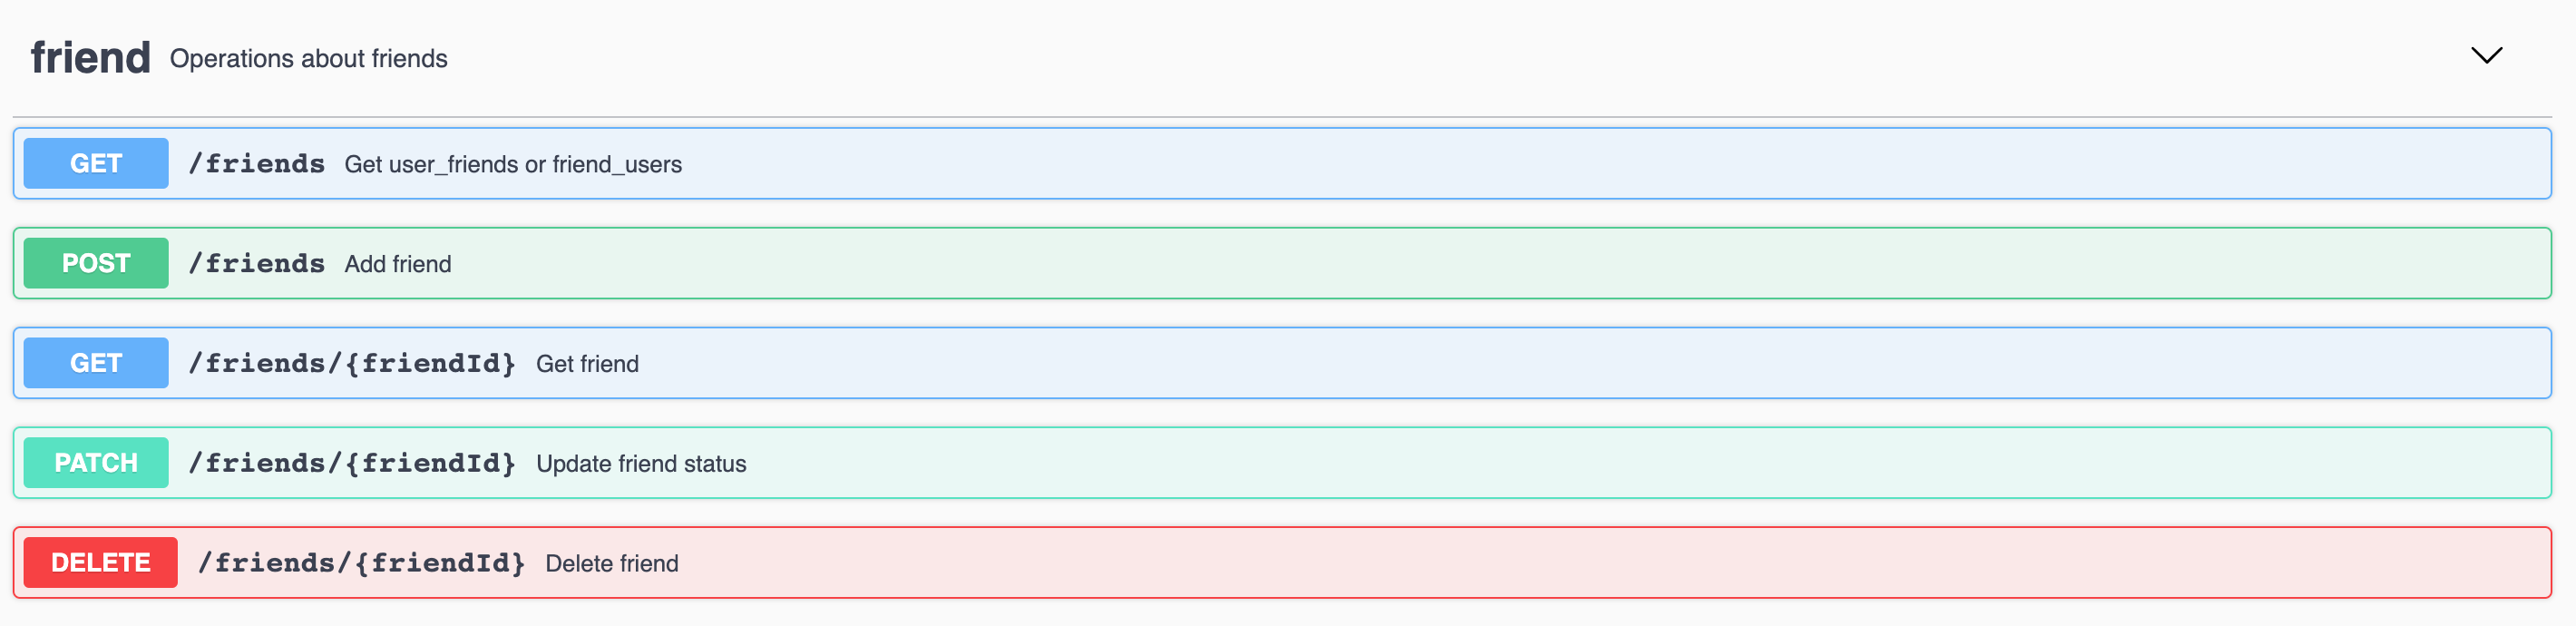 friend Operations about friends
GET /friends Get user_friends or friend_users
POST /friends Add friend
GET /friends/{friendId} Get friend
PATCH /friends/{friendId} Update friend status
DELETE /friends/{friendId} Delete friend